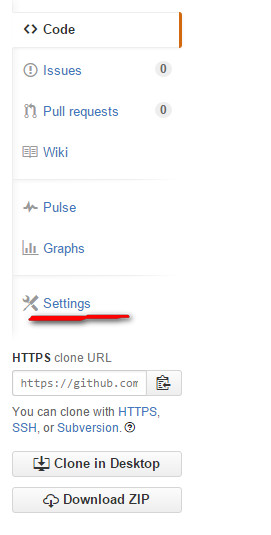 Code
Issues 0
Pull requests 0
Wiki
Pulse
Graphs
Settings
HTTPS clone URL
https://github.com
You can clone with HTTPS,
SSH, or Subversion.
Clone in Desktop
Download ZIP